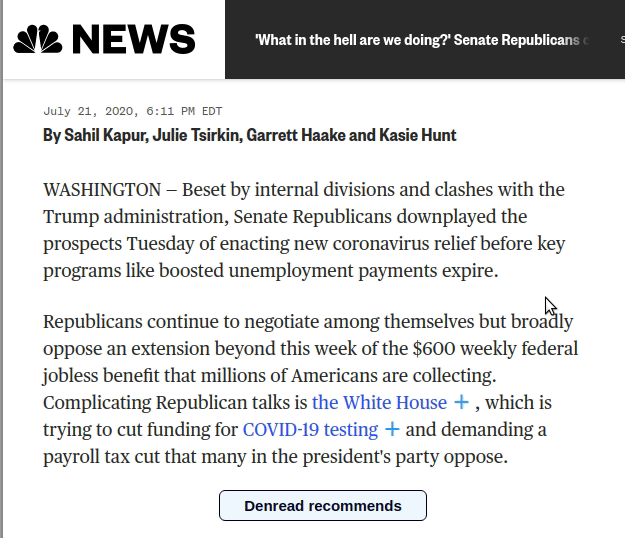 NEWS
'What in the hell are we doing?' Senate Republicans
July 21, 2020, 6:11 PM EDT
By Sahil Kapur, Julie Tsirkin, Garrett Haake and Kasie Hunt
WASHINGTON — Beset by internal divisions and clashes with the
Trump administration, Senate Republicans downplayed the
prospects Tuesday of enacting new coronavirus relief before key
programs like boosted unemployment payments expire.
Republicans continue to negotiate among themselves but broadly
oppose an extension beyond this week of the $600 weekly federal
jobless benefit that millions of Americans are collecting.
Complicating Republican talks is the White House + , which is
trying to cut funding for COVID-19 testing + and demanding a
payroll tax cut that many in the president's party oppose.
Denread recommends